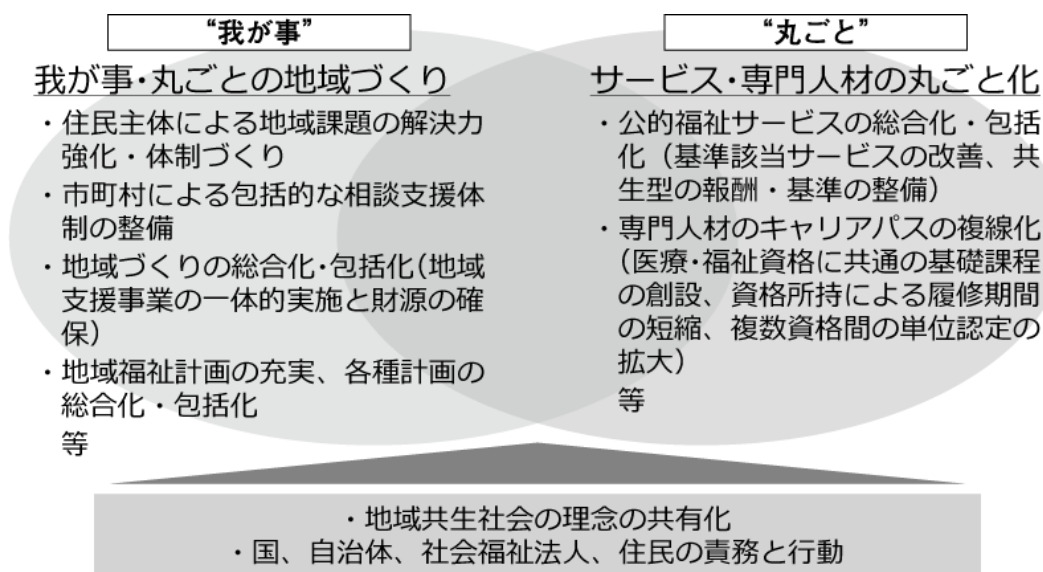 “我が事”
我が事・丸ごとの地域づくり
・住民主体による地域課題の解決力
強化・体制づくり
・市町村による包括的な相談支援体
制の整備
・地域づくりの総合化・包括化(地域
支援事業の一体的実施と財源の確
保)
・地域福祉計画の充実、各種計画の
総合化・包括化
等
“丸ごと”
サービス・専門人材の丸ごと化
・公的福祉サービスの総合化・包括
化（基準該当サービスの改善、共
生型の報酬・基準の整備）
・専門人材のキャリアパスの複線化
(医療・福祉資格に共通の基礎課程
の創設、資格所持による履修期間
の短縮、複数資格間の単位認定の
拡大)
等
・地域共生社会の理念の共有化
・国、自治体、社会福祉法人、住民の責務と行動